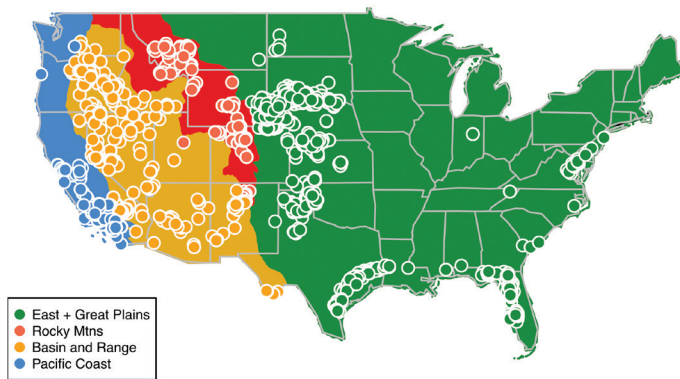 East + Great Plains
Rocky Mtns
Basin and Range
Pacific Coast